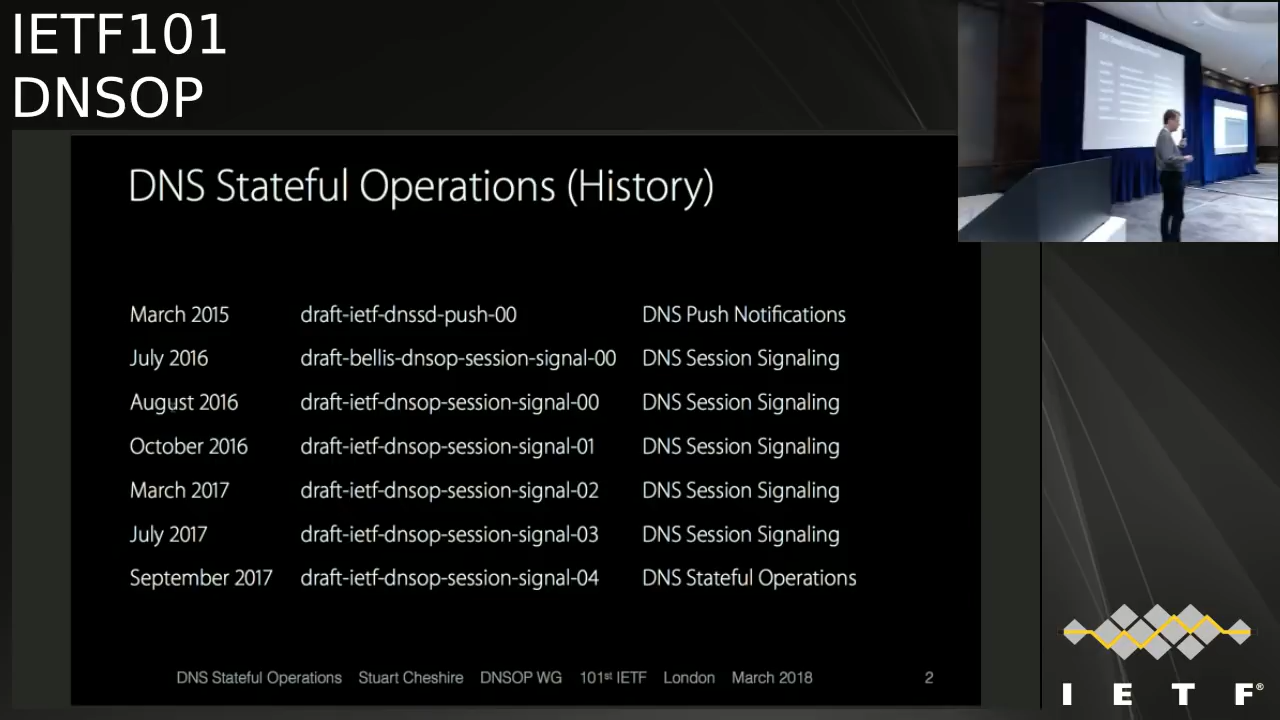 IETF101
DNSOP
DNS Stateful Operations (History)
March 2015 draft-ietf-dnssd-push-00 DNS Push Notifications
July 2016 draft-bellis-dnsop-session-signal-00 DNS Session Signaling
August 2016 draft-ietf-dnsop-session-signal-00 DNS Session Signaling
October 2016 draft-ietf-dnsop-session-signal-01 DNS Session Signaling
March 2017 draft-ietf-dnsop-session-signal-02 DNS Session Signaling
July 2017 draft-ietf-dnsop-session-signal-03 DNS Session Signaling
September 2017 draft-ietf-dnsop-session-signal-04 DNS Stateful Operations
DNS Stateful Operations Stuart Cheshire DNSOP WG 101st IETF London March 2018 2
I E T F®